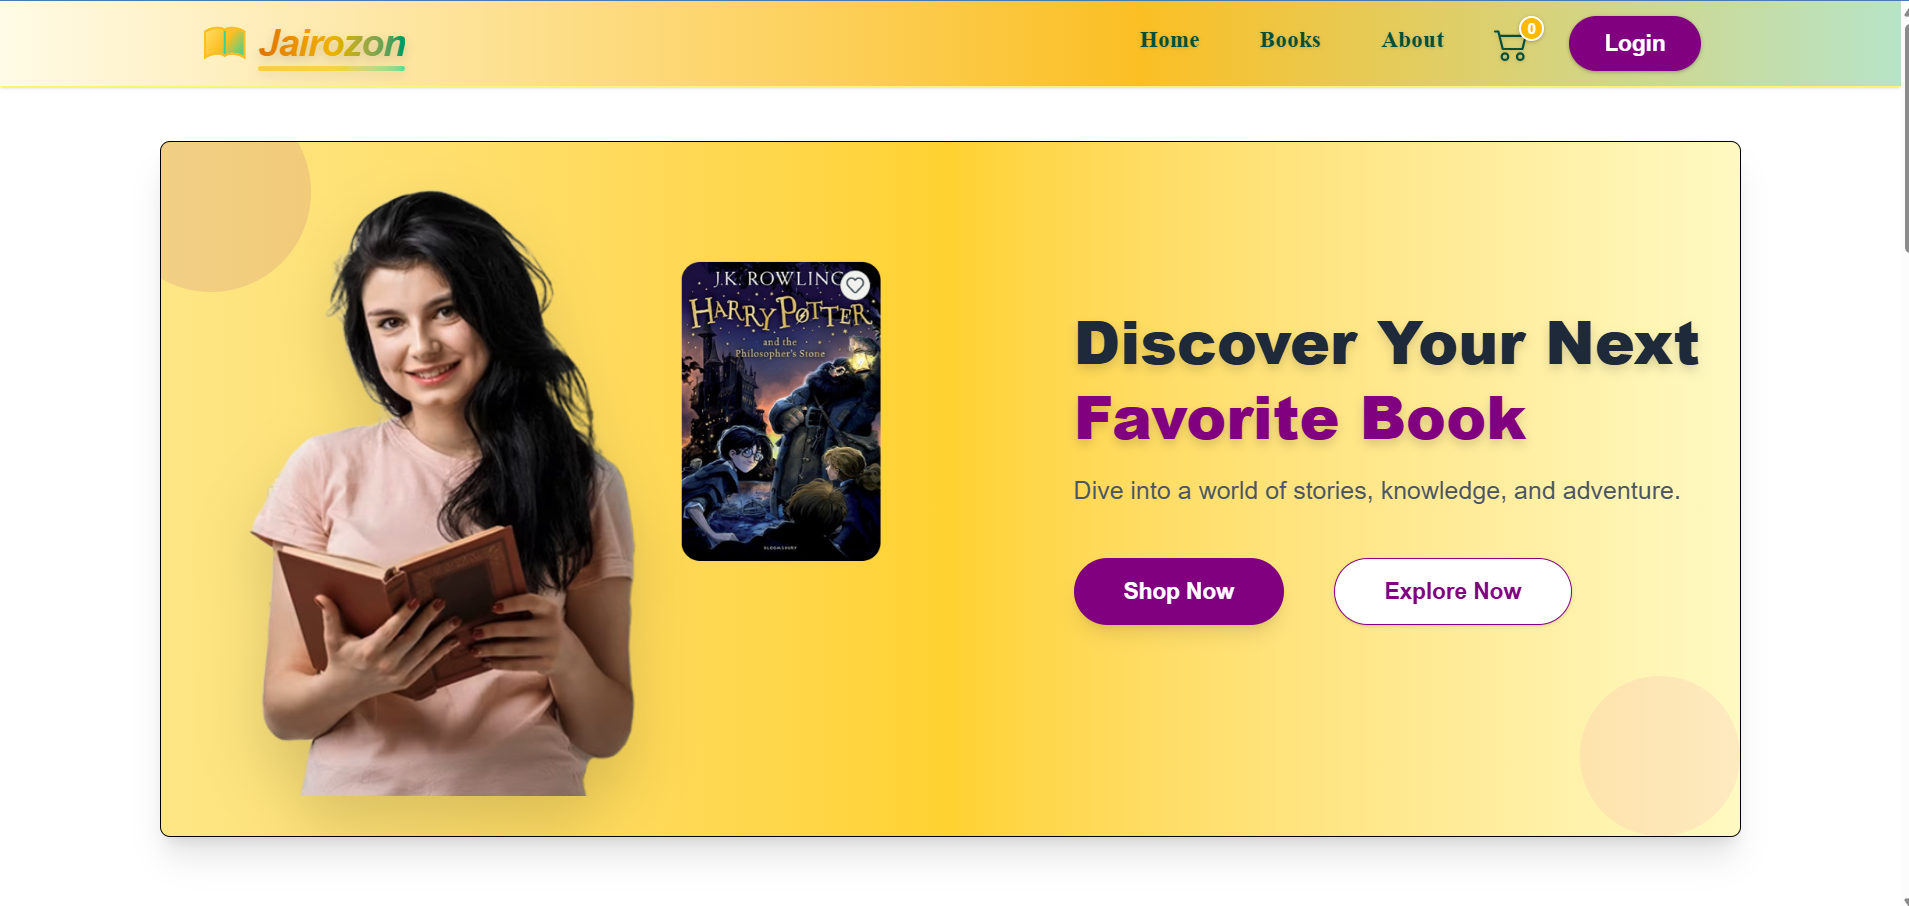 Jairozon
Home
Books
About
0
Login
J.K. ROWLING
HARRY POTTER
and the
Philosopher's Stone
BLOOMSBURY
Discover Your Next
Favorite Book
Dive into a world of stories, knowledge, and adventure.
Shop Now
Explore Now